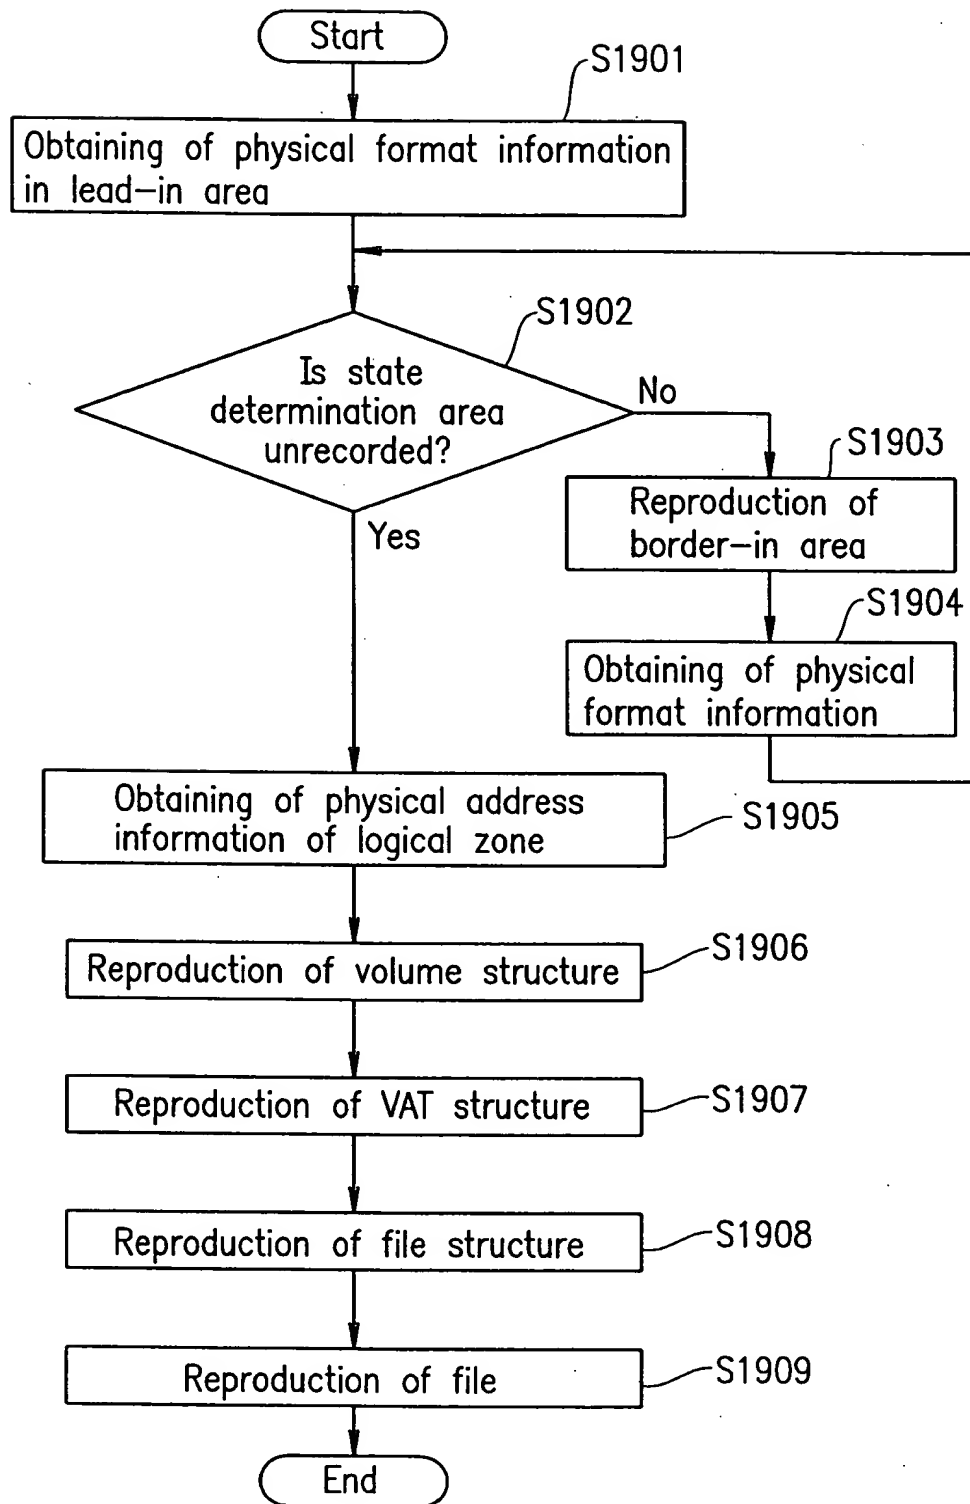 Start
S1901
Obtaining of physical format information
in lead-in area
S1902
Is state
determination area
unrecorded?
No
Yes
S1903
Reproduction of
border-in area
S1904
Obtaining of physical
format information
Obtaining of physical address
information of logical zone
S1905
Reproduction of volume structure
S1906
Reproduction of VAT structure
S1907
Reproduction of file structure
S1908
Reproduction of file
S1909
End